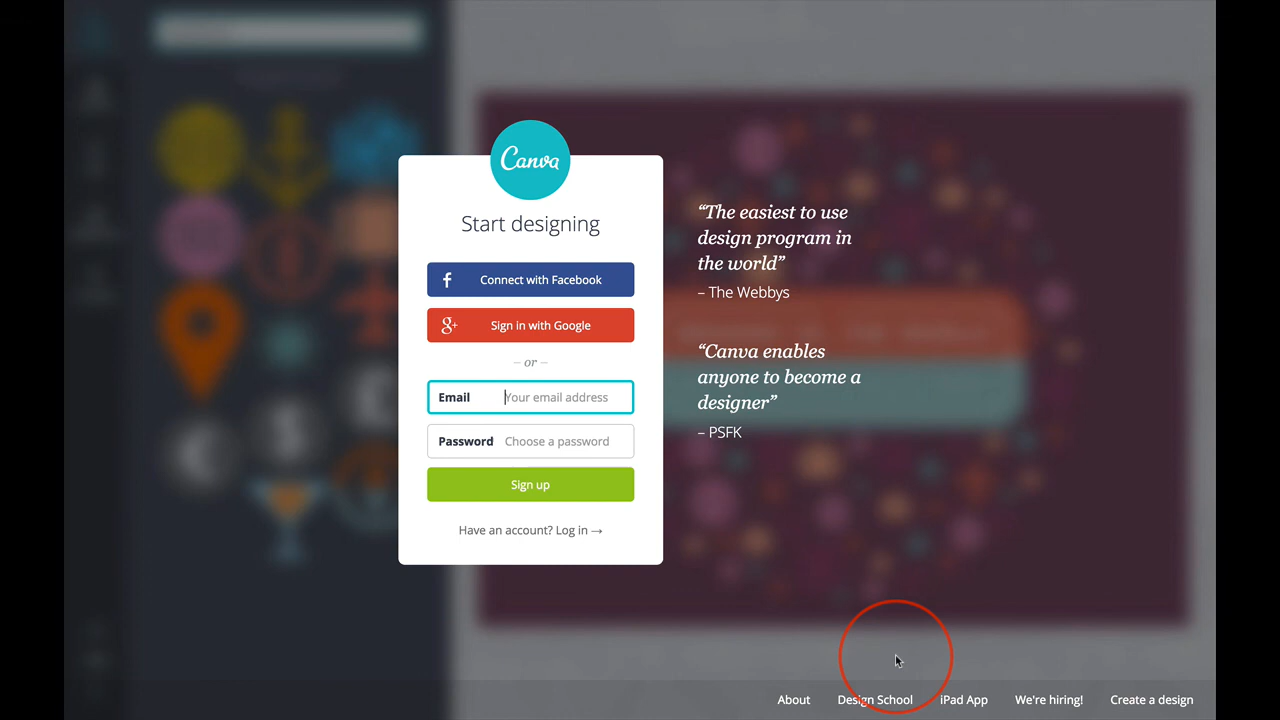 Canva
Start designing
f Connect with Facebook
g+ Sign in with Google
– or –
Email Your email address
Password Choose a password
Sign up
Have an account? Log in →
“The easiest to use
design program in
the world”
– The Webbys
“Canva enables
anyone to become a
designer”
– PSFK
About Design School iPad App We're hiring! Create a design